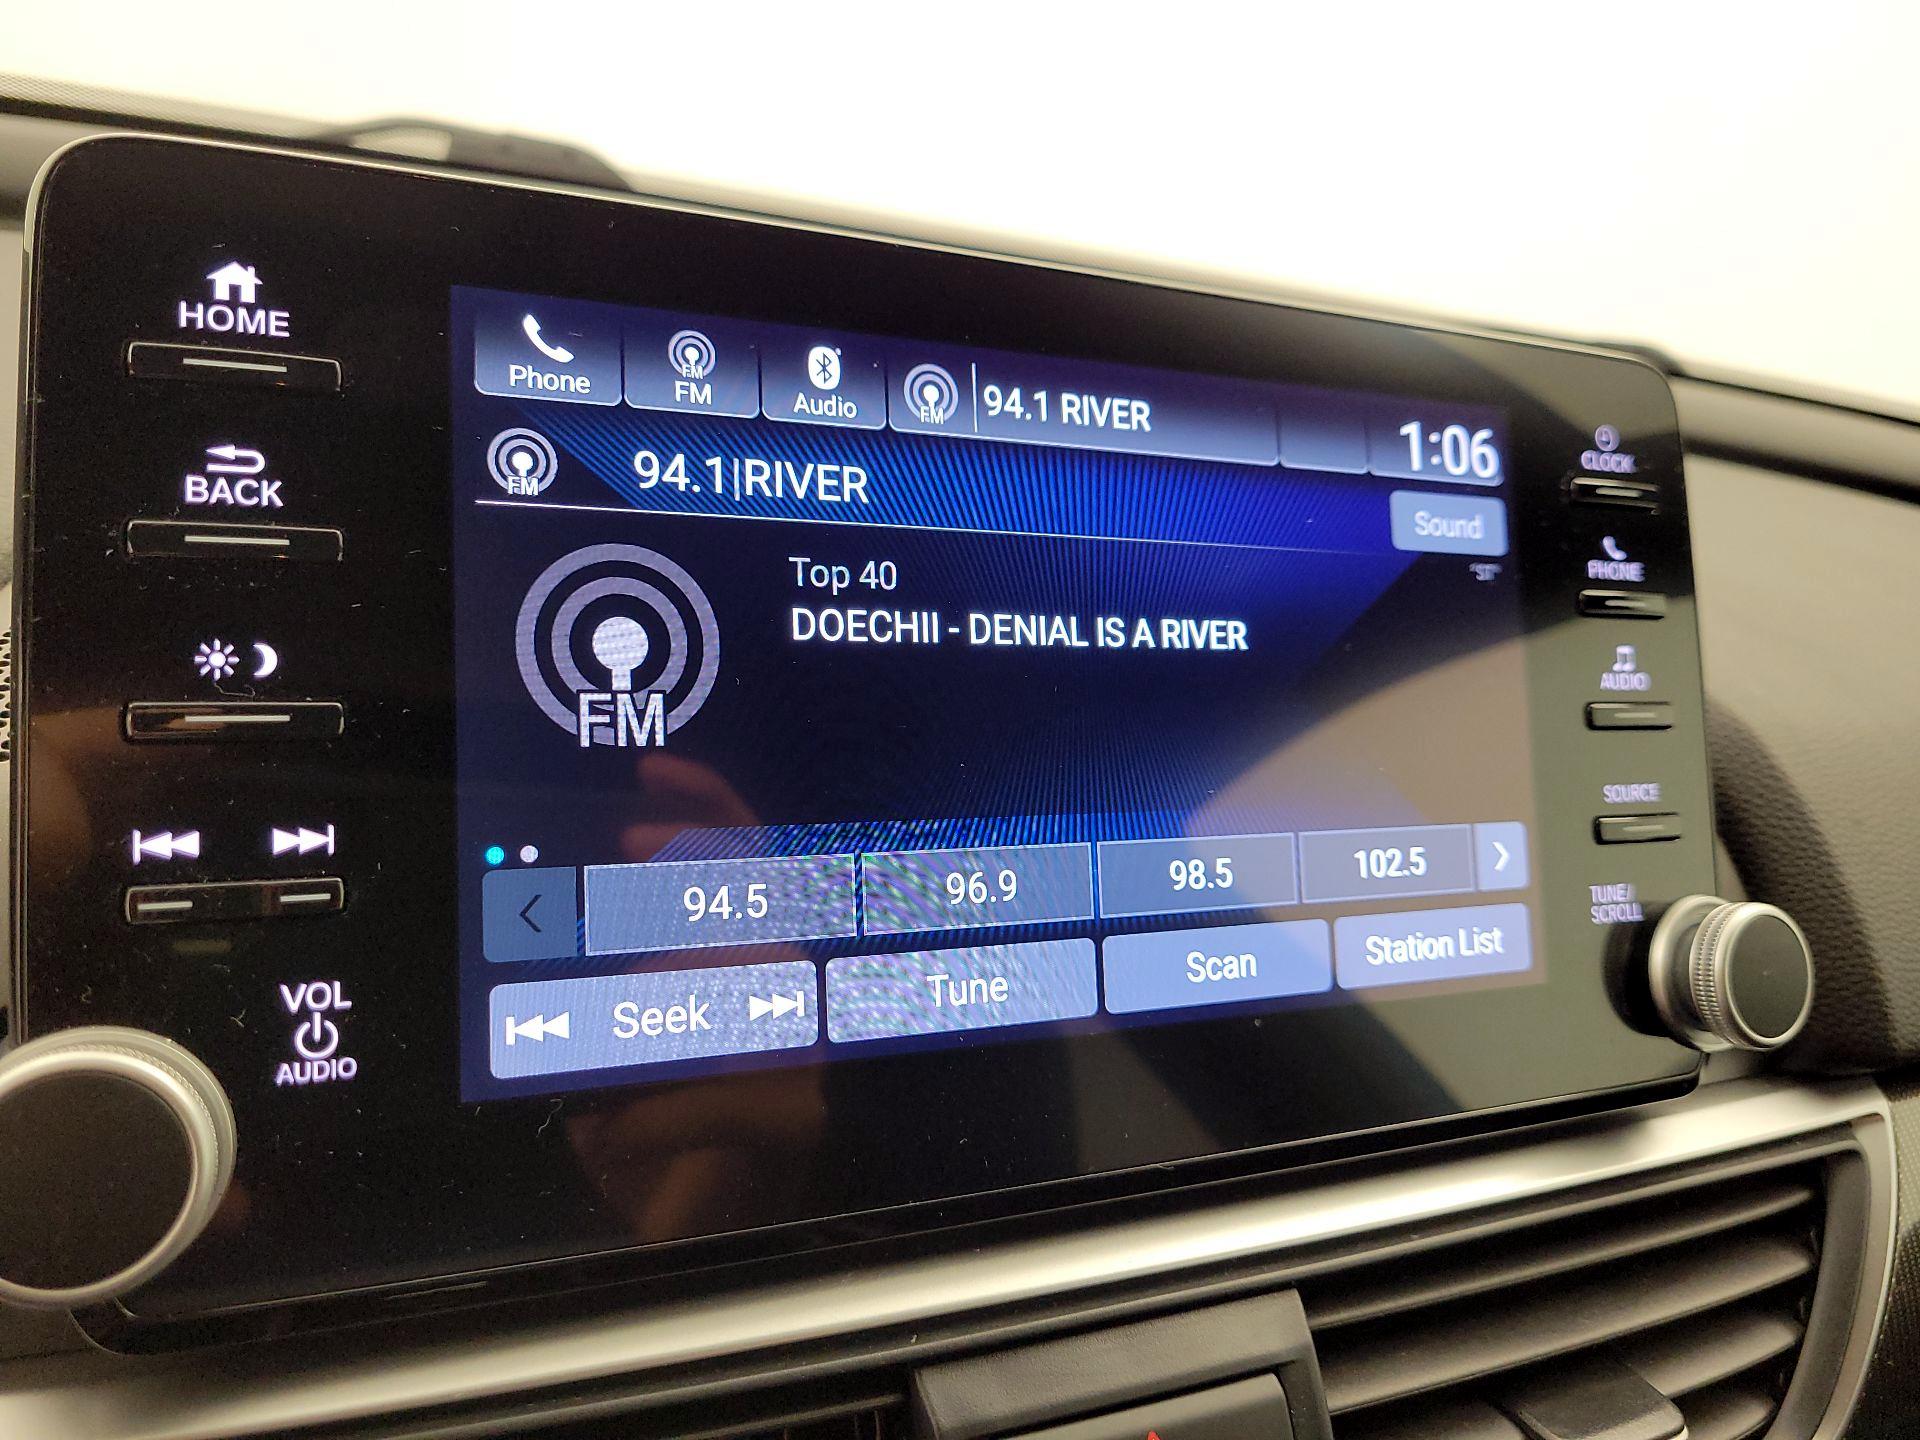 HOME
BACK
VOL
AUDIO
Phone
FM
FM
Audio
FM
94.1 RIVER
1:06
FM
94.1|RIVER
Sound
"ST"
FM
Top 40
DOECHII - DENIAL IS A RIVER
94.5
96.9
98.5
102.5
Seek
Tune
Scan
Station List
CLOCK
PHONE
AUDIO
SOURCE
TUNE/
SCROLL